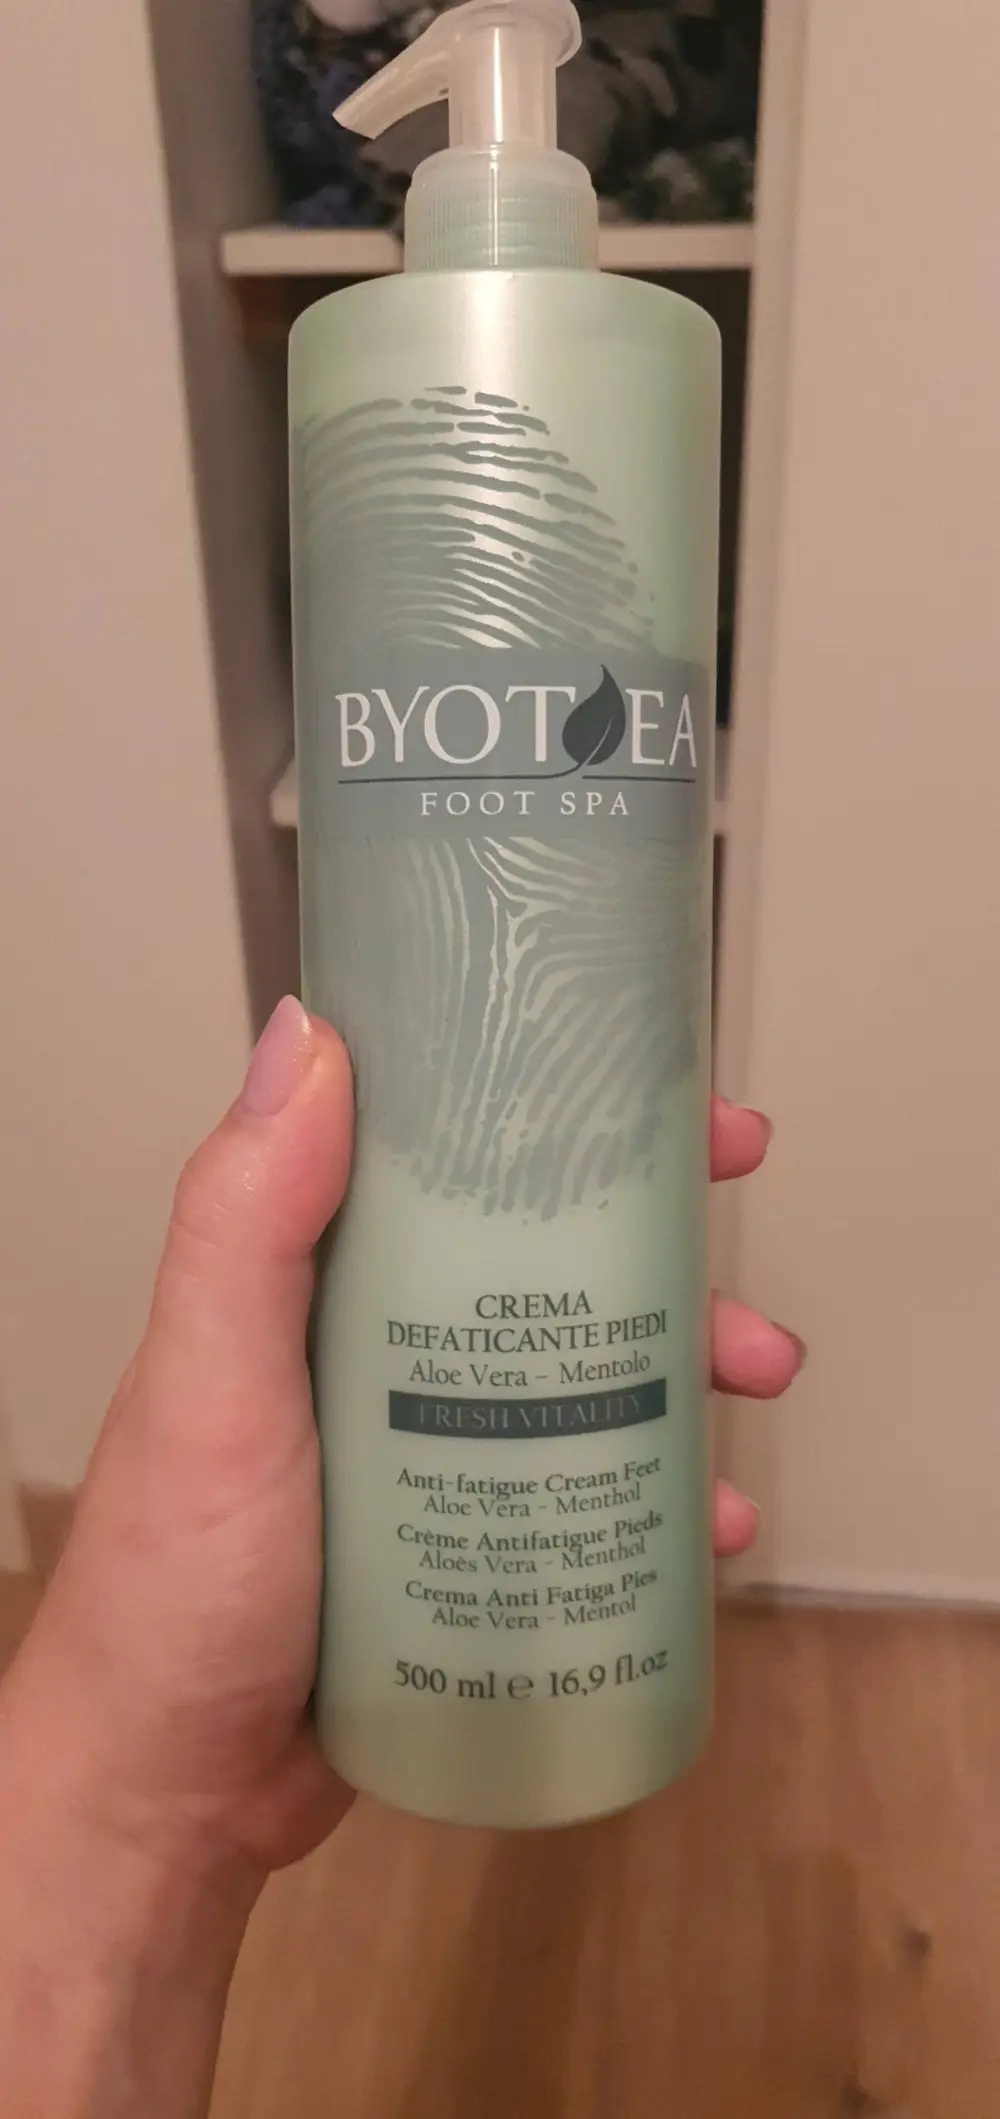 BYOTEA
FOOT SPA
CREMA
DEFATICANTE PIEDI
Aloe Vera – Mentolo
FRESH VITALITY
Anti-fatigue Cream Feet
Aloe Vera - Menthol
Crème Antifatigue Pieds
Aloès Vera - Menthol
Crema Anti Fatiga Pies
Aloe Vera - Mentol
500 ml ℮ 16,9 fl.oz